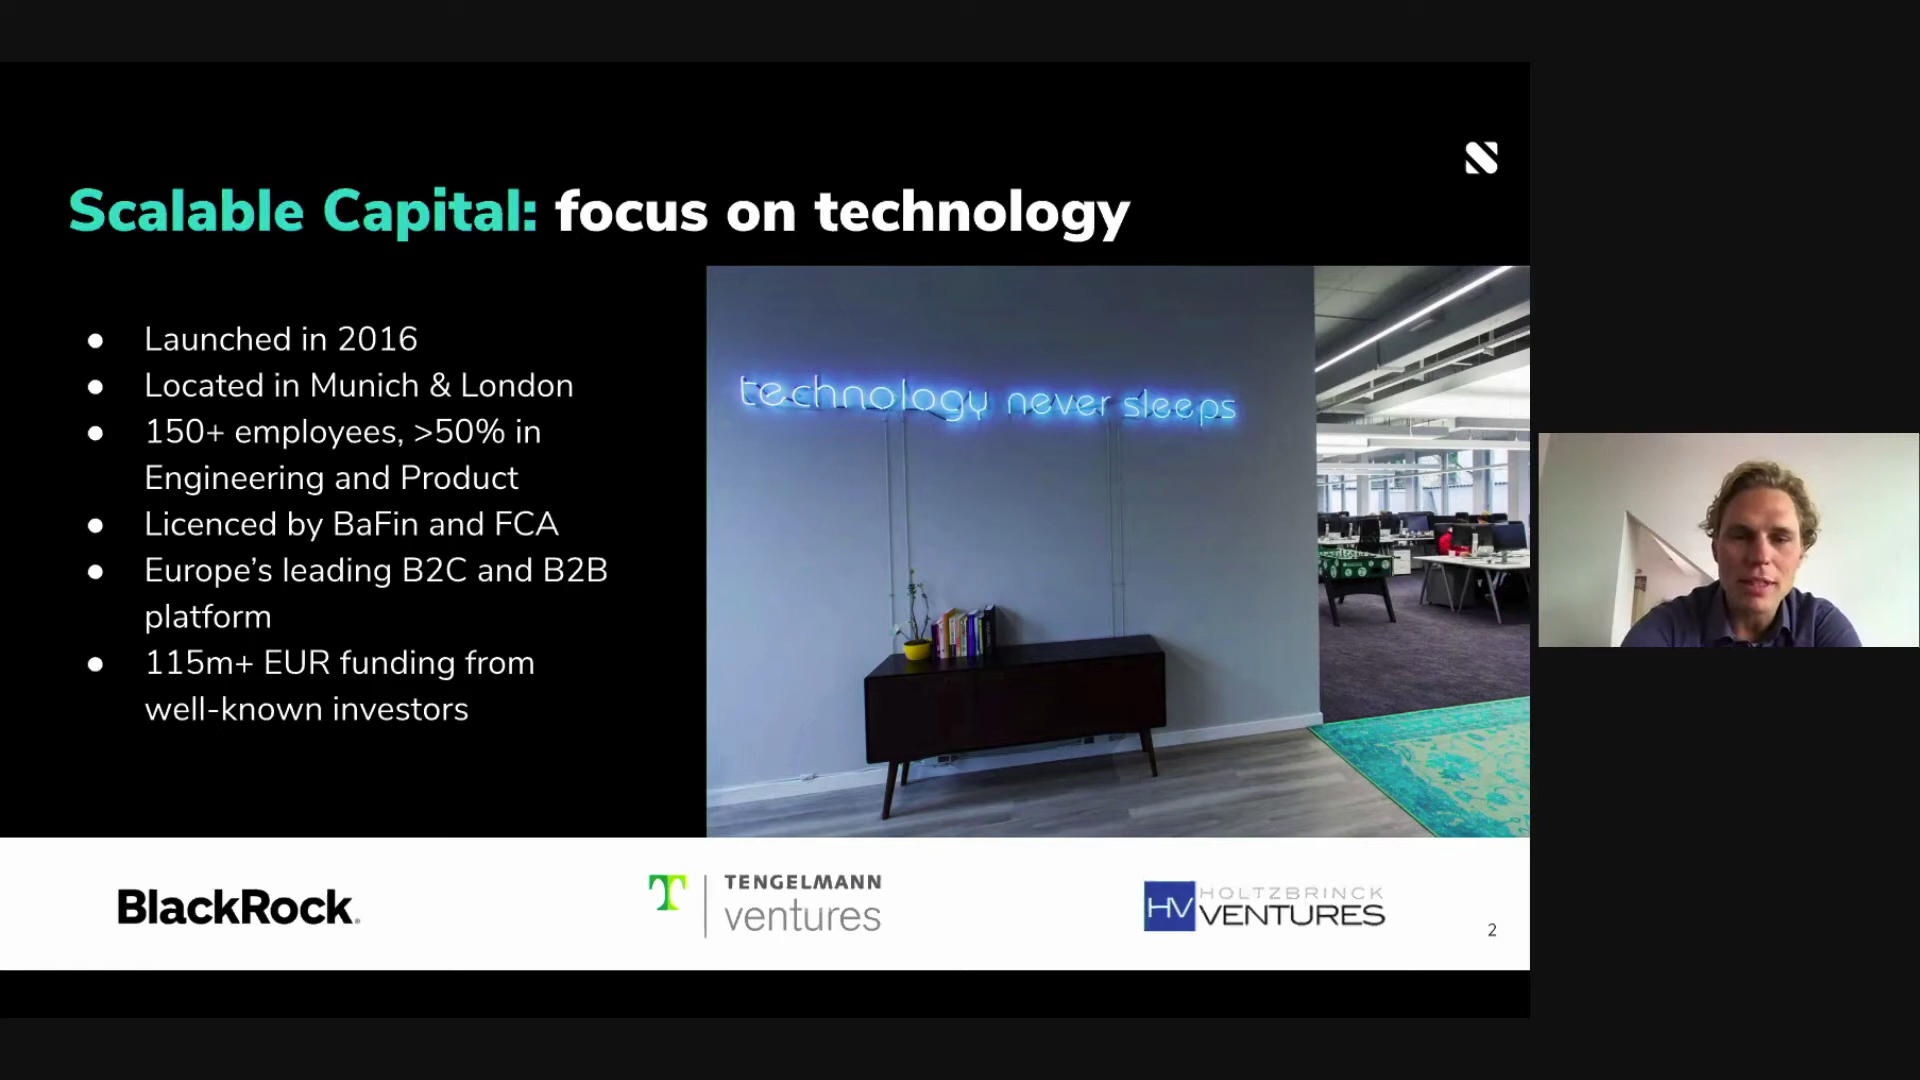 Scalable Capital: focus on technology
● Launched in 2016
● Located in Munich & London
● 150+ employees, >50% in
Engineering and Product
● Licenced by BaFin and FCA
● Europe’s leading B2C and B2B
platform
● 115m+ EUR funding from
well-known investors
technology never sleeps
BlackRock.
TENGELMANN
ventures
HV HOLTZBRINCK
VENTURES
2